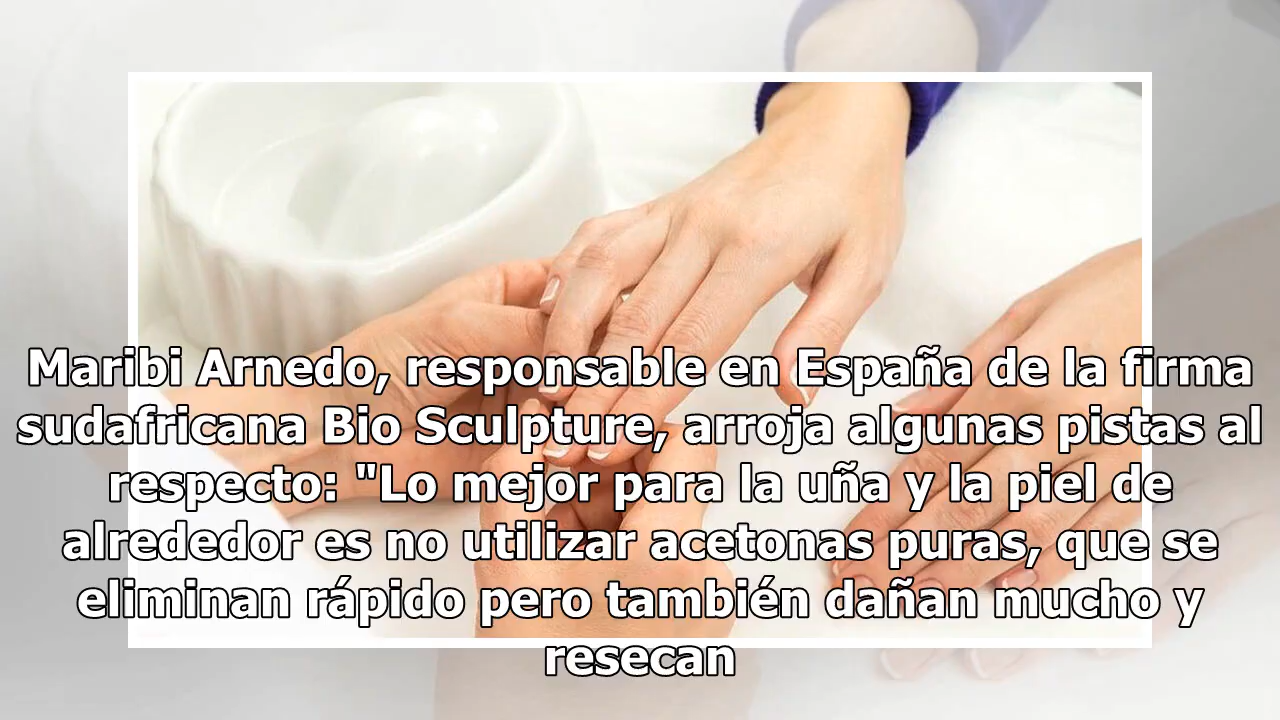 Maribi Arnedo, responsable en España de la firma
sudafricana Bio Sculpture, arroja algunas pistas al
respecto: "Lo mejor para la uña y la piel de
alrededor es no utilizar acetonas puras, que se
eliminan rápido pero también dañan mucho y
resecan